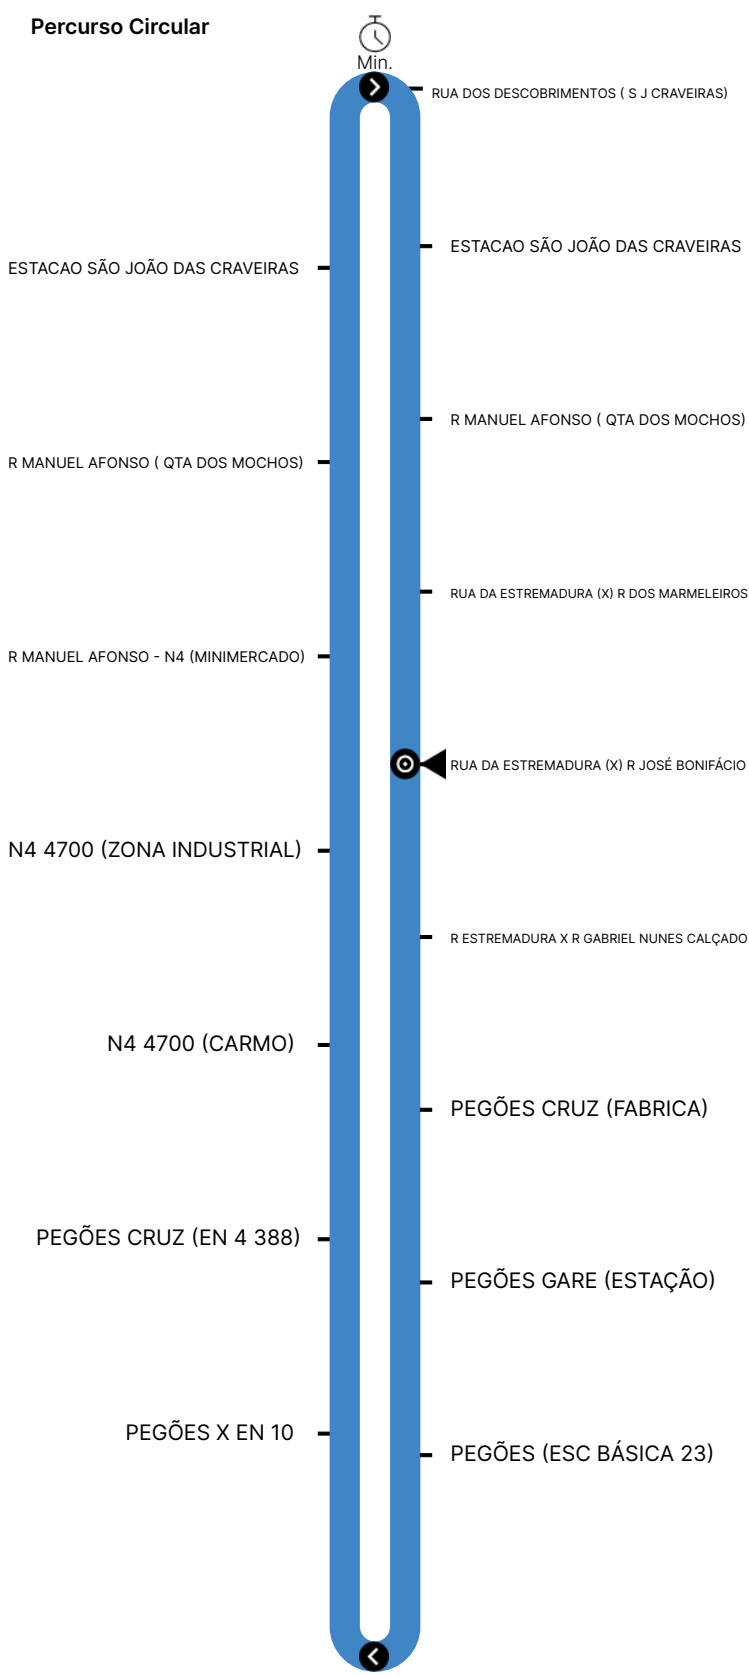 Percurso Circular
Min.
RUA DOS DESCOBRIMENTOS ( S J CRAVEIRAS)
ESTACAO SÃO JOÃO DAS CRAVEIRAS
ESTACAO SÃO JOÃO DAS CRAVEIRAS
R MANUEL AFONSO ( QTA DOS MOCHOS)
R MANUEL AFONSO ( QTA DOS MOCHOS)
RUA DA ESTREMADURA (X) R DOS MARMELEIROS
R MANUEL AFONSO - N4 (MINIMERCADO)
RUA DA ESTREMADURA (X) R JOSÉ BONIFÁCIO
N4 4700 (ZONA INDUSTRIAL)
R ESTREMADURA X R GABRIEL NUNES CALÇADO
N4 4700 (CARMO)
PEGÕES CRUZ (FABRICA)
PEGÕES CRUZ (EN 4 388)
PEGÕES GARE (ESTAÇÃO)
PEGÕES X EN 10
PEGÕES (ESC BÁSICA 23)